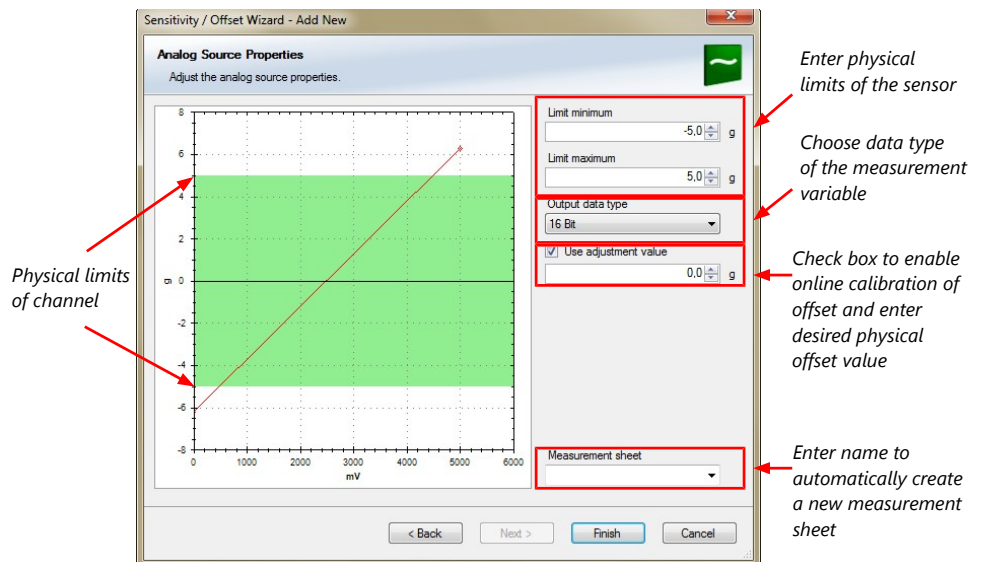 Sensitivity / Offset Wizard - Add New
Analog Source Properties
Adjust the analog source properties.
8
6
4
2
0
-2
-4
-6
-8
g
0
1000
2000
3000
4000
5000
6000
mV
Limit minimum
-5,0 g
Limit maximum
5,0 g
Output data type
16 Bit
Use adjustment value
0,0 g
Measurement sheet
< Back
Next >
Finish
Cancel
Physical limits
of channel
Enter physical
limits of the sensor
Choose data type
of the measurement
variable
Check box to enable
online calibration of
offset and enter
desired physical
offset value
Enter name to
automatically create
a new measurement
sheet